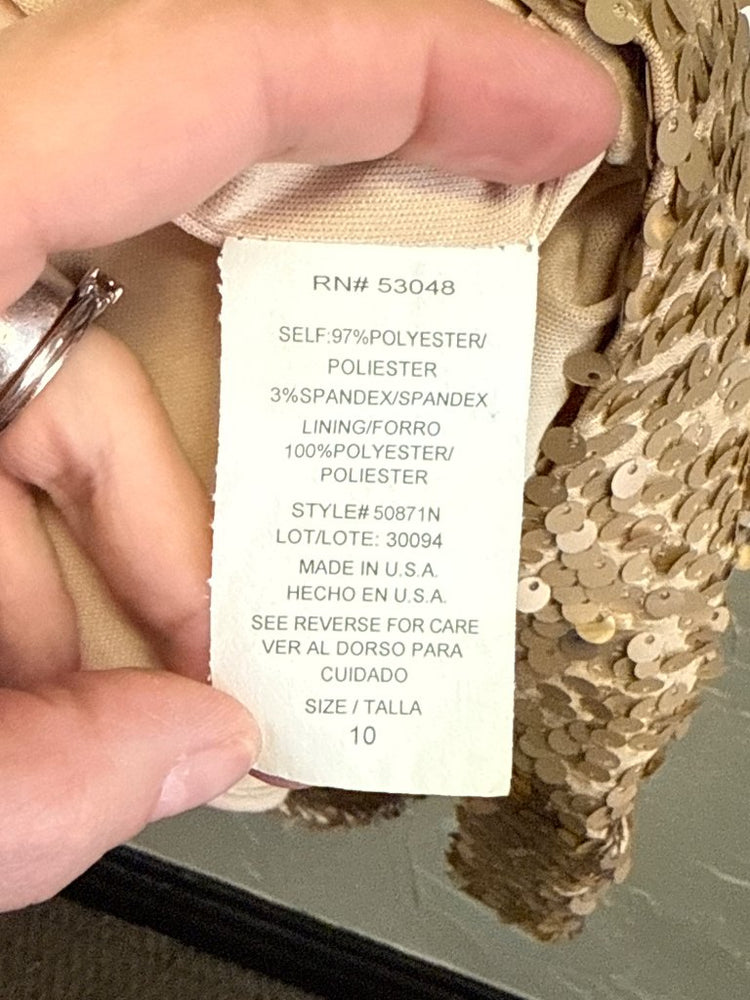 RN# 53048
SELF:97%POLYESTER/
POLIESTER
3%SPANDEX/SPANDEX
LINING/FORRO
100%POLYESTER/
POLIESTER
STYLE# 50871N
LOT/LOTE: 30094
MADE IN U.S.A.
HECHO EN U.S.A.
SEE REVERSE FOR CARE
VER AL DORSO PARA
CUIDADO
SIZE / TALLA
10